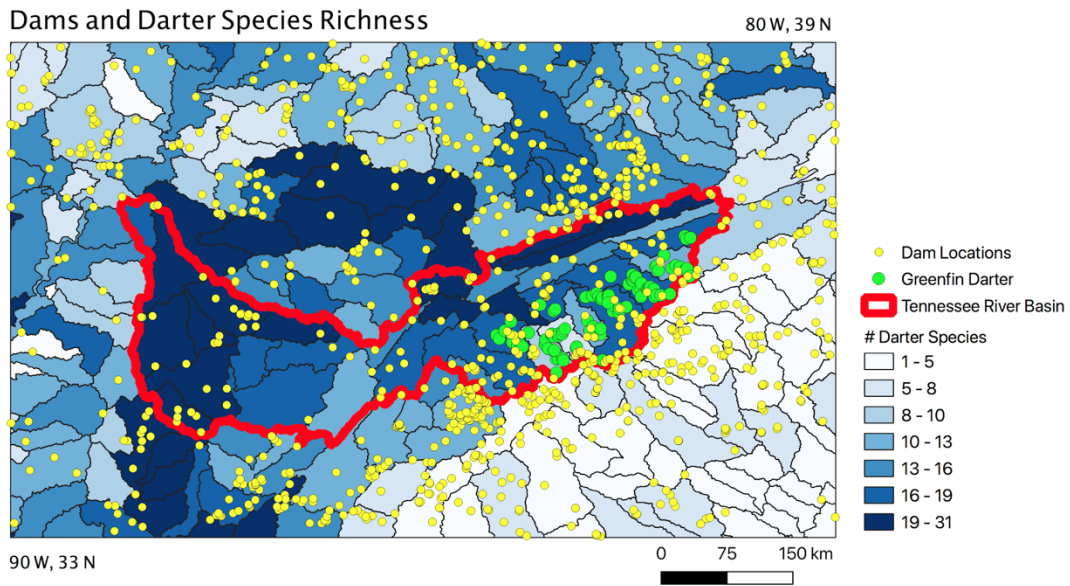 Dams and Darter Species Richness
80 W, 39 N
Dam Locations
Greenfin Darter
Tennessee River Basin
# Darter Species
1 - 5
5 - 8
8 - 10
10 - 13
13 - 16
16 - 19
19 - 31
90 W, 33 N
0 75 150 km